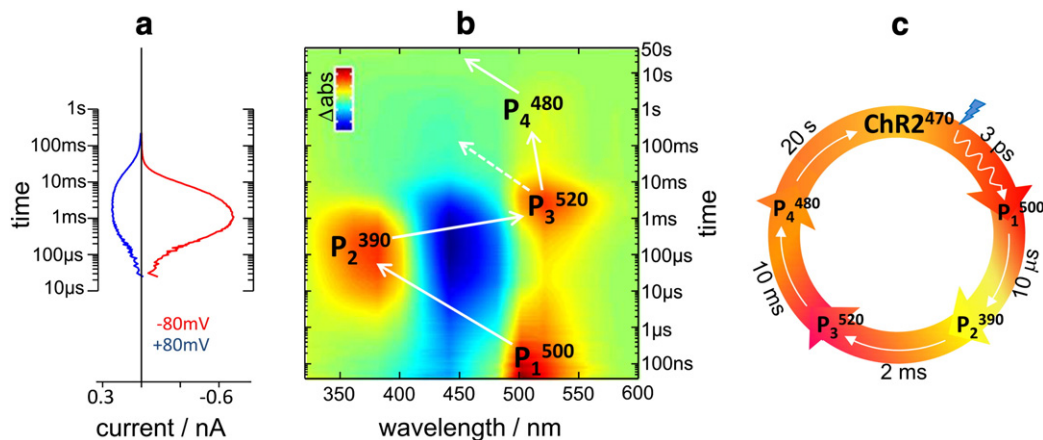 a
b
c
1s
100ms
10ms
1ms
100µs
10µs
time
-80mV
+80mV
0.3 0 -0.6
current / nA
Δabs
P₄⁴⁸⁰
P₃⁵²⁰
P₂³⁹⁰
P₁⁵⁰⁰
50s
10s
1s
100ms
10ms
1ms
100µs
10µs
1µs
100ns
time
350 400 450 500 550 600
wavelength / nm
ChR2⁴⁷⁰
3 ps
P₁⁵⁰⁰
10 µs
P₂³⁹⁰
2 ms
P₃⁵²⁰
10 ms
P₄⁴⁸⁰
20 s